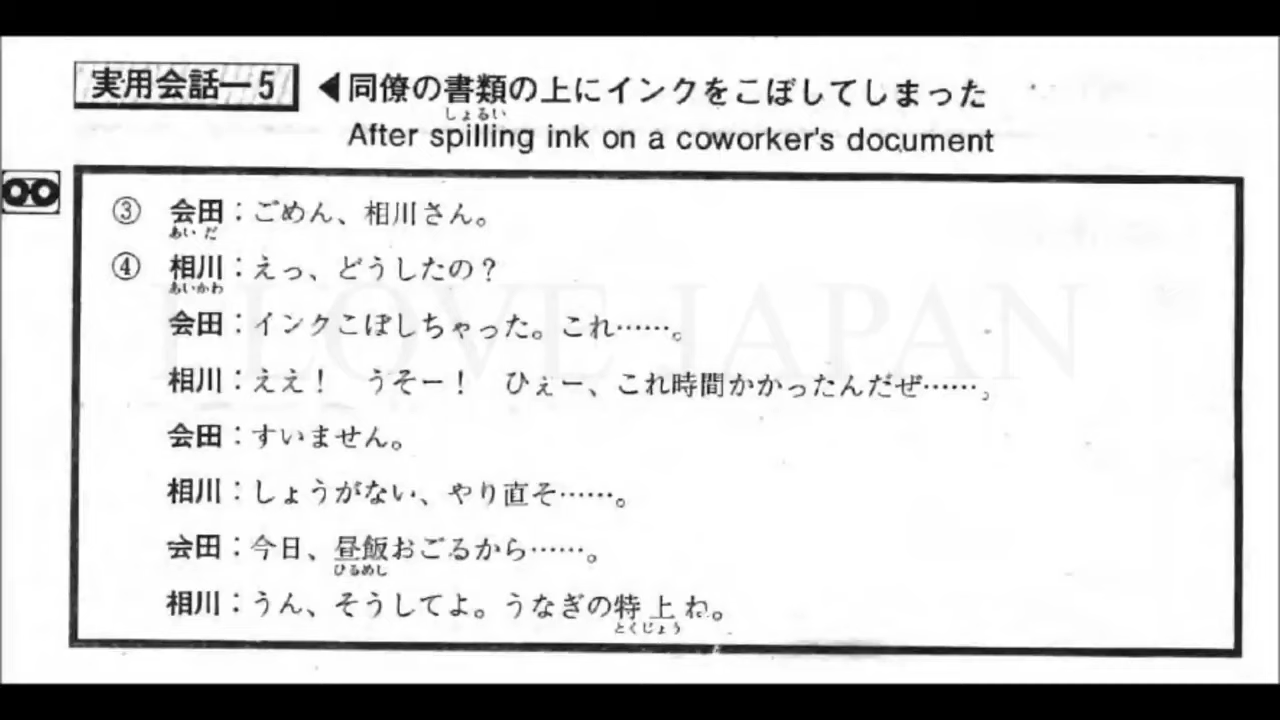 実用会話―5 ◀同僚の書類の上にインクをこぼしてしまった
しょるい
After spilling ink on a coworker's document
③ 会田：ごめん、相川さん。
あいだ
④ 相川：えっ、どうしたの？
あいかわ
会田：インクこぼしちゃった。これ……。
相川：ええ！ うそー！ ひぇー、これ時間かかったんだぜ……。
会田：すいません。
相川：しょうがない、やり直そ……。
会田：今日、昼飯おごるから……。
ひるめし
相川：うん、そうしてよ。うなぎの特上ね。
とくじょう
I LOVE JAPAN